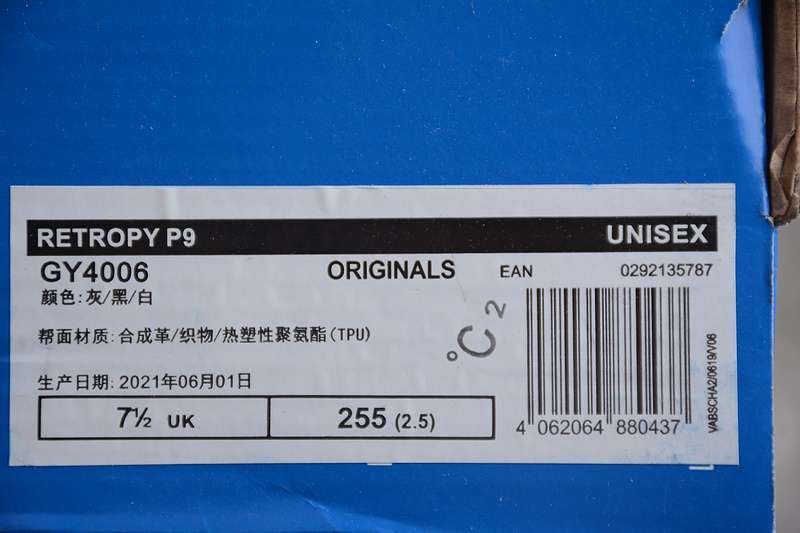 RETROPY P9 UNISEX
GY4006 ORIGINALS EAN 0292135787
颜色:灰/黑/白
帮面材质:合成革/织物/热塑性聚氨酯(TPU)
°C2
生产日期:2021年06月01日
7½ UK 255 (2.5)
4 062064 880437
VABSCHA2/0619/V06